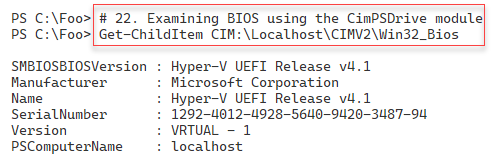 PS C:\Foo> # 22. Examining BIOS using the CimPSDrive module
PS C:\Foo> Get-ChildItem CIM:\Localhost\CIMV2\Win32_Bios
SMBIOSBIOSVersion : Hyper-V UEFI Release v4.1
Manufacturer      : Microsoft Corporation
Name              : Hyper-V UEFI Release v4.1
SerialNumber      : 1292-4012-4928-5640-9420-3487-94
Version           : VRTUAL - 1
PSComputerName    : localhost